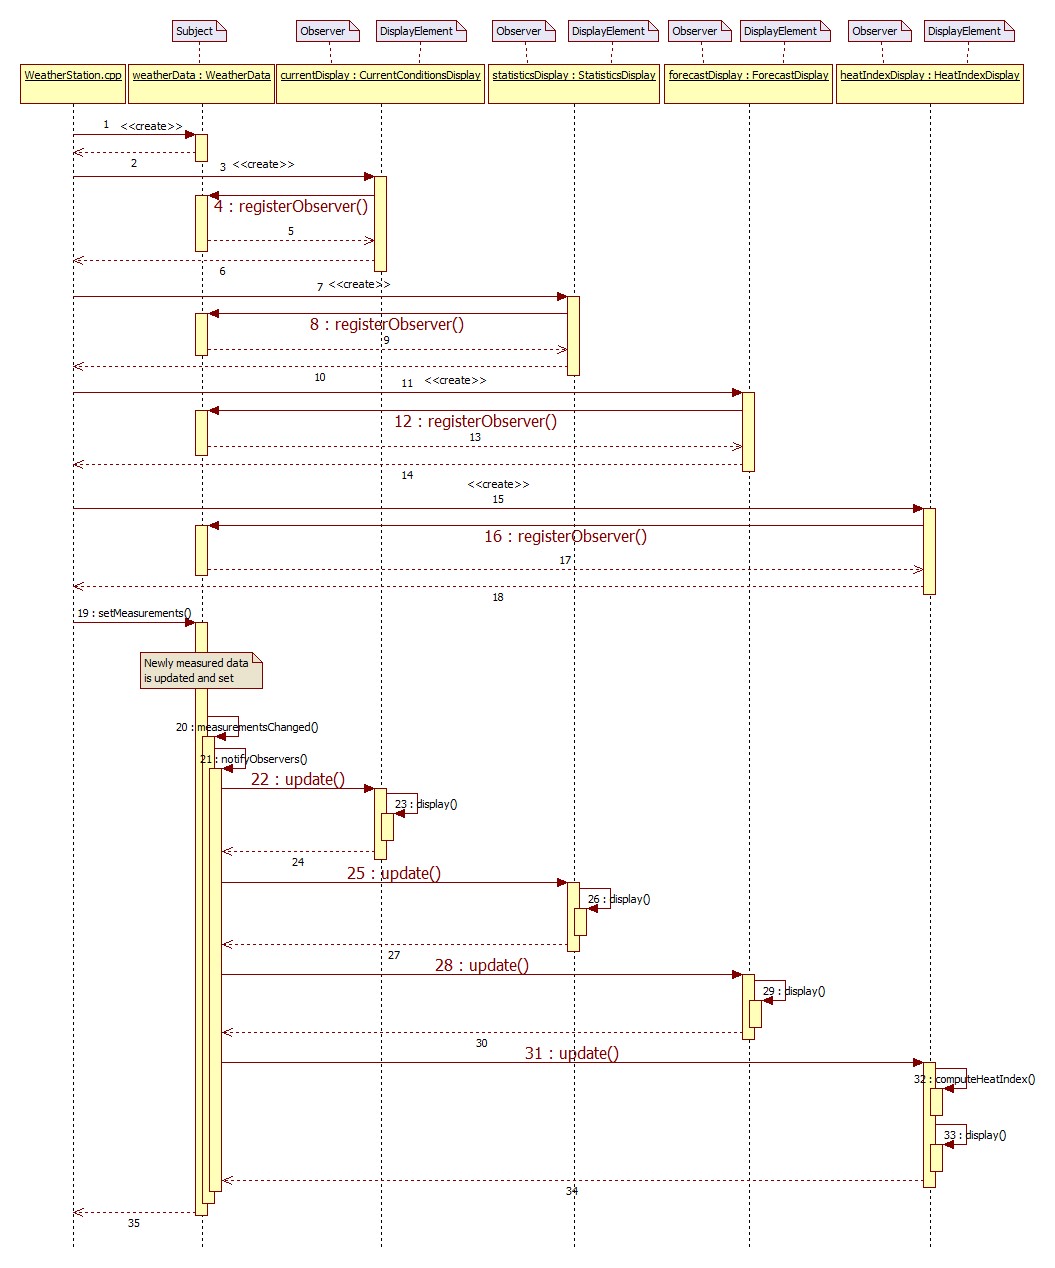 Subject
Observer
DisplayElement
Observer
DisplayElement
Observer
DisplayElement
Observer
DisplayElement
WeatherStation.cpp
weatherData : WeatherData
currentDisplay : CurrentConditionsDisplay
statisticsDisplay : StatisticsDisplay
forecastDisplay : ForecastDisplay
heatIndexDisplay : HeatIndexDisplay
1 <<create>>
2
3 <<create>>
4 : registerObserver()
5
6
7 <<create>>
8 : registerObserver()
9
10
11 <<create>>
12 : registerObserver()
13
14
<<create>>
15
16 : registerObserver()
17
18
19 : setMeasurements()
Newly measured data
is updated and set
20 : measurementsChanged()
21 : notifyObservers()
22 : update()
23 : display()
24
25 : update()
26 : display()
27
28 : update()
29 : display()
30
31 : update()
32 : computeHeatIndex()
33 : display()
34
35